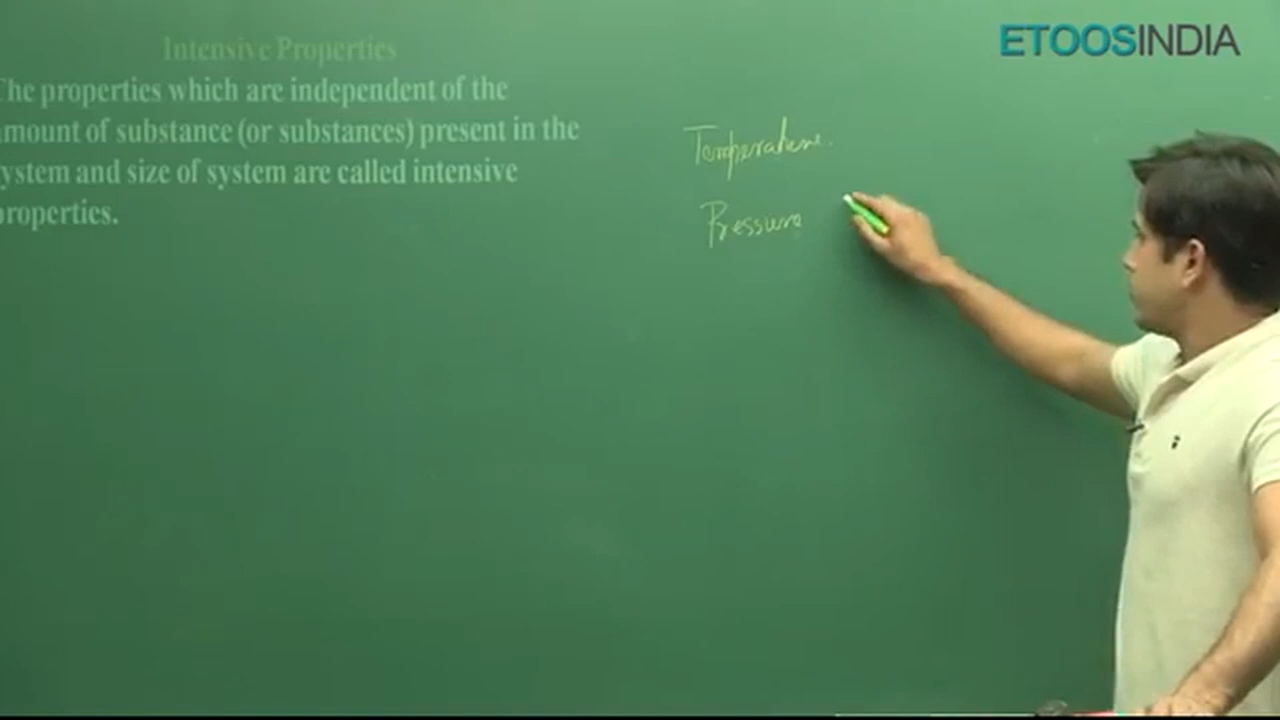 ETOOSINDIA
Intensive Properties
The properties which are independent of the
amount of substance (or substances) present in the
system and size of system are called intensive
properties.
Temperature.
Pressure